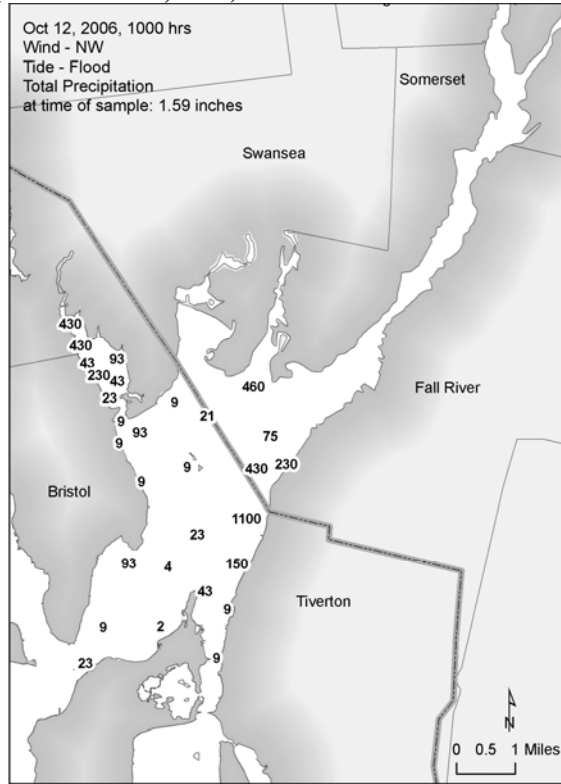 Oct 12, 2006, 1000 hrs
Wind - NW
Tide - Flood
Total Precipitation
at time of sample: 1.59 inches
Somerset
Swansea
430
430
93
43
230
43
23
460
Fall River
9
21
9
93
9
75
9
430
230
Bristol
9
1100
23
93
4
150
43
Tiverton
9
9
2
23
9
N
0 0.5 1 Miles